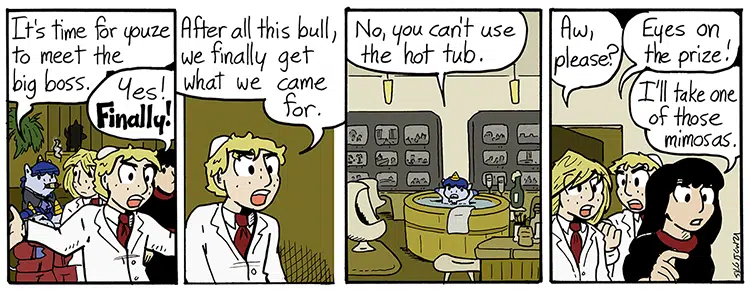 It's time for youze
to meet the
big boss.
Yes!
Finally!
After all this bull,
we finally get
what we came
for.
No, you can't use
the hot tub.
Aw,
please?
Eyes on
the prize!
I'll take one
of those
mimosas.